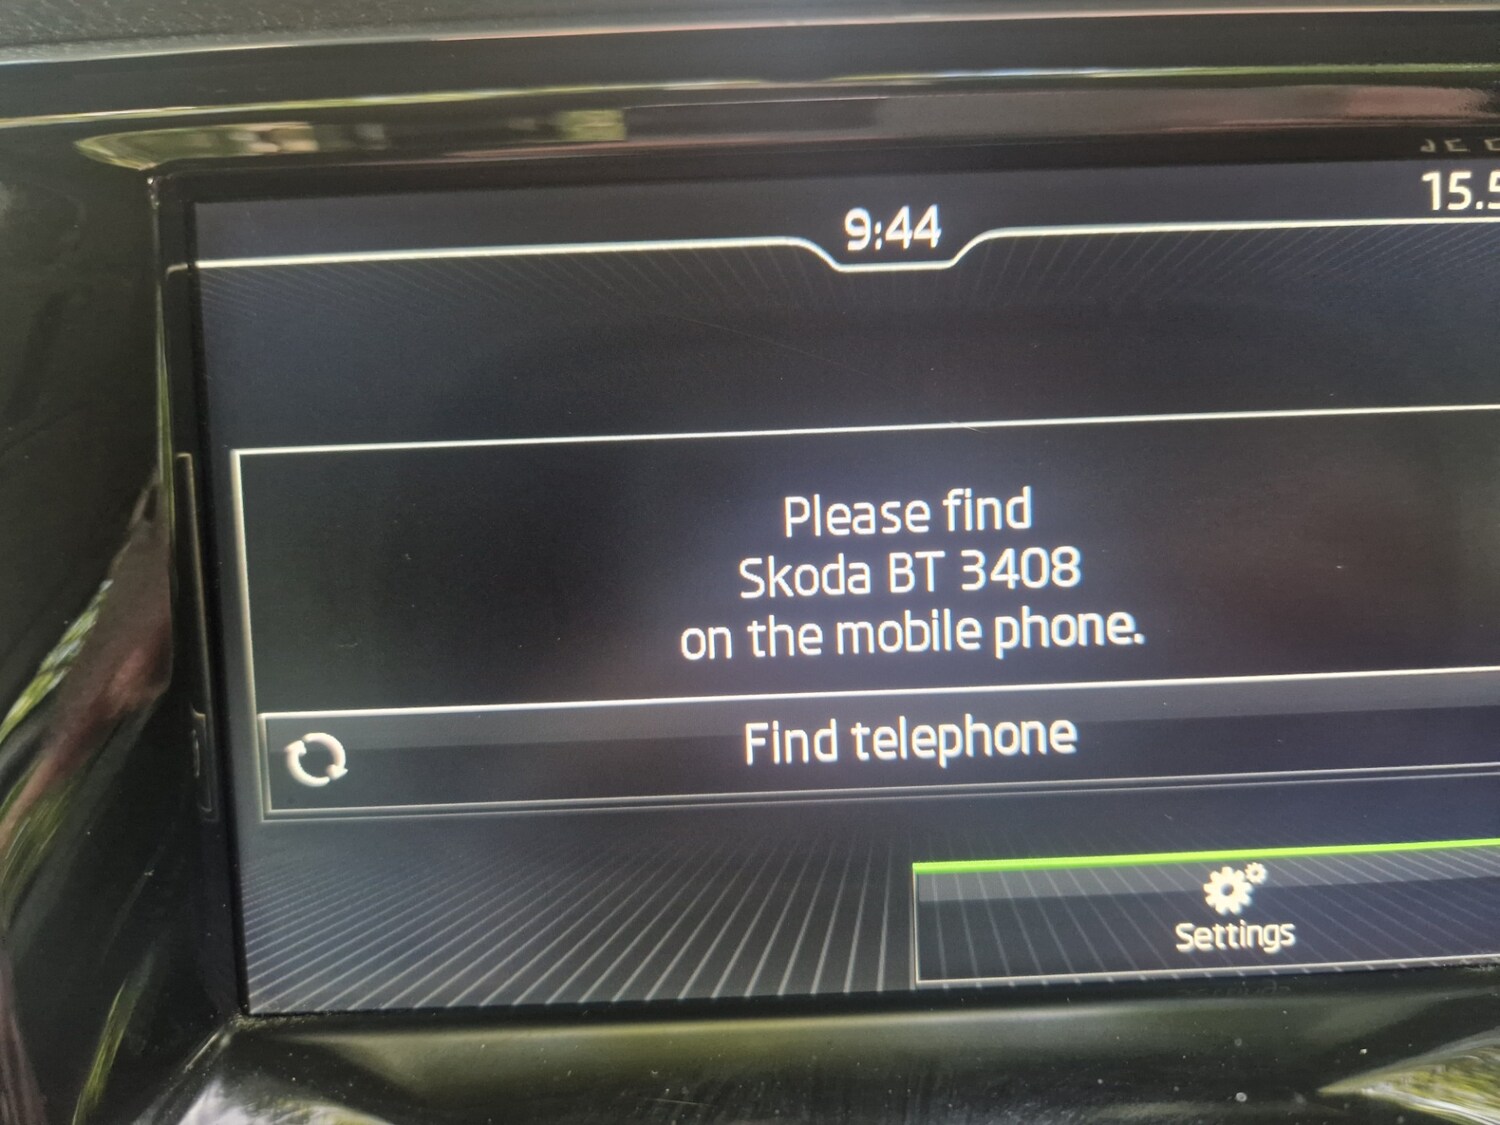 9:44
15.5
Please find
Skoda BT 3408
on the mobile phone.
Find telephone
Settings